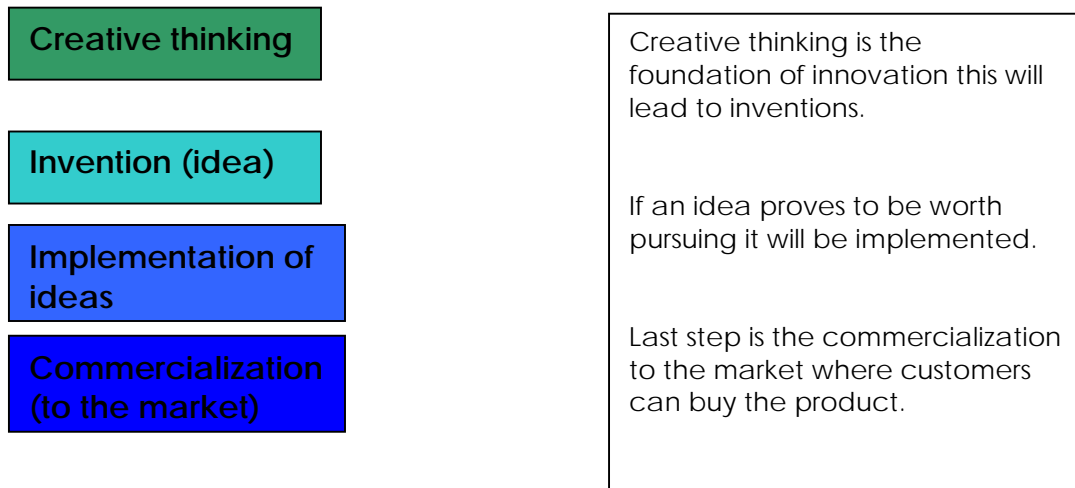 Creative thinking
Invention (idea)
Implementation of
ideas
Commercialization
(to the market)
Creative thinking is the
foundation of innovation this will
lead to inventions.
If an idea proves to be worth
pursuing it will be implemented.
Last step is the commercialization
to the market where customers
can buy the product.